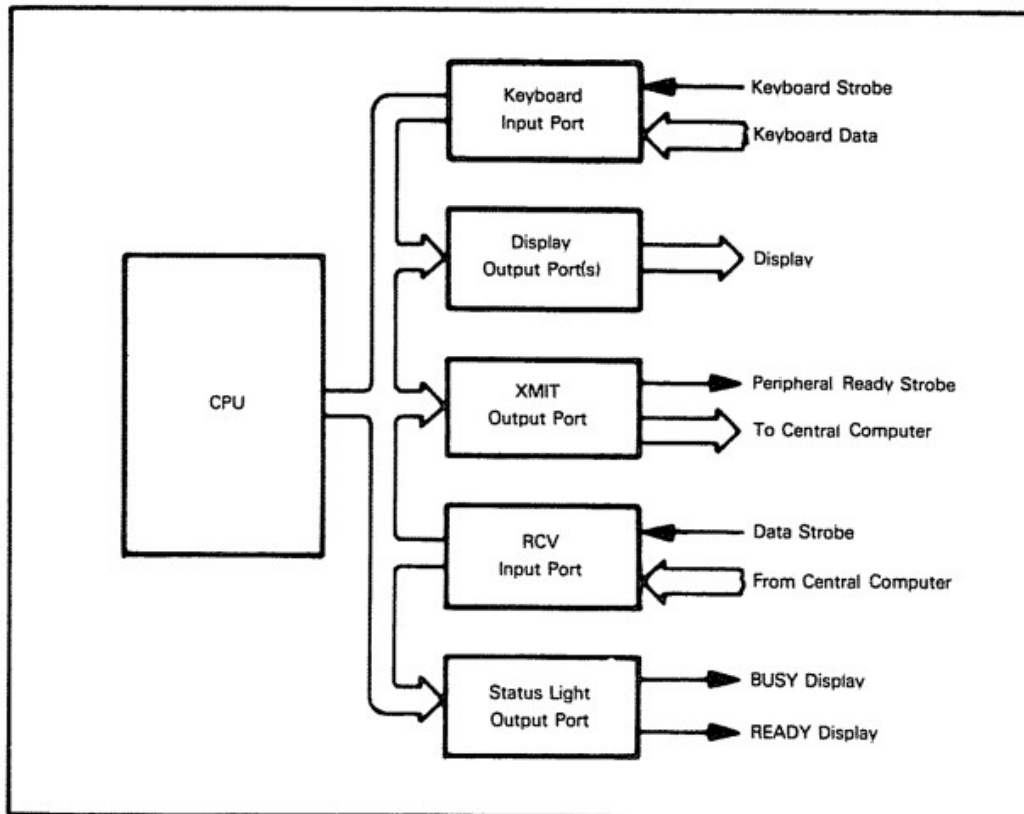 Keyboard
Input Port
Keyboard Strobe
Keyboard Data
Display
Output Port(s)
Display
CPU
XMIT
Output Port
Peripheral Ready Strobe
To Central Computer
RCV
Input Port
Data Strobe
From Central Computer
Status Light
Output Port
BUSY Display
READY Display